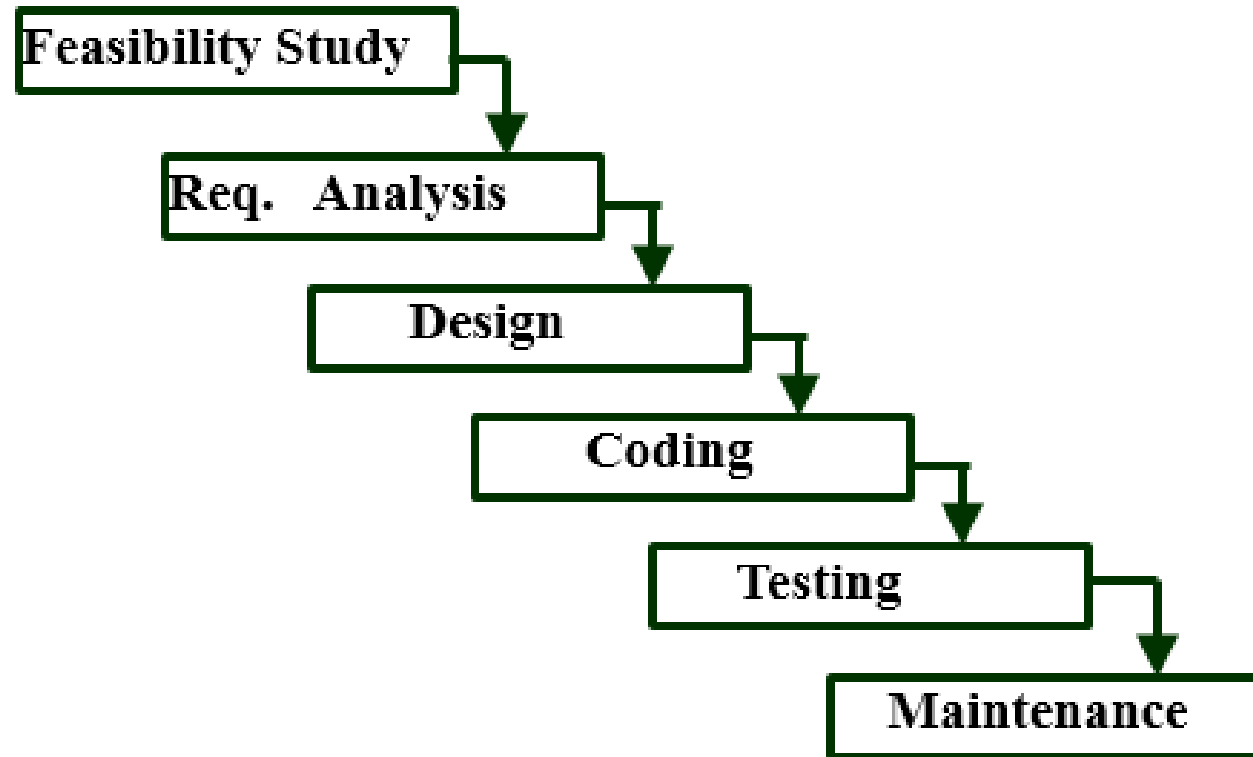 Feasibility Study
Req. Analysis
Design
Coding
Testing
Maintenance